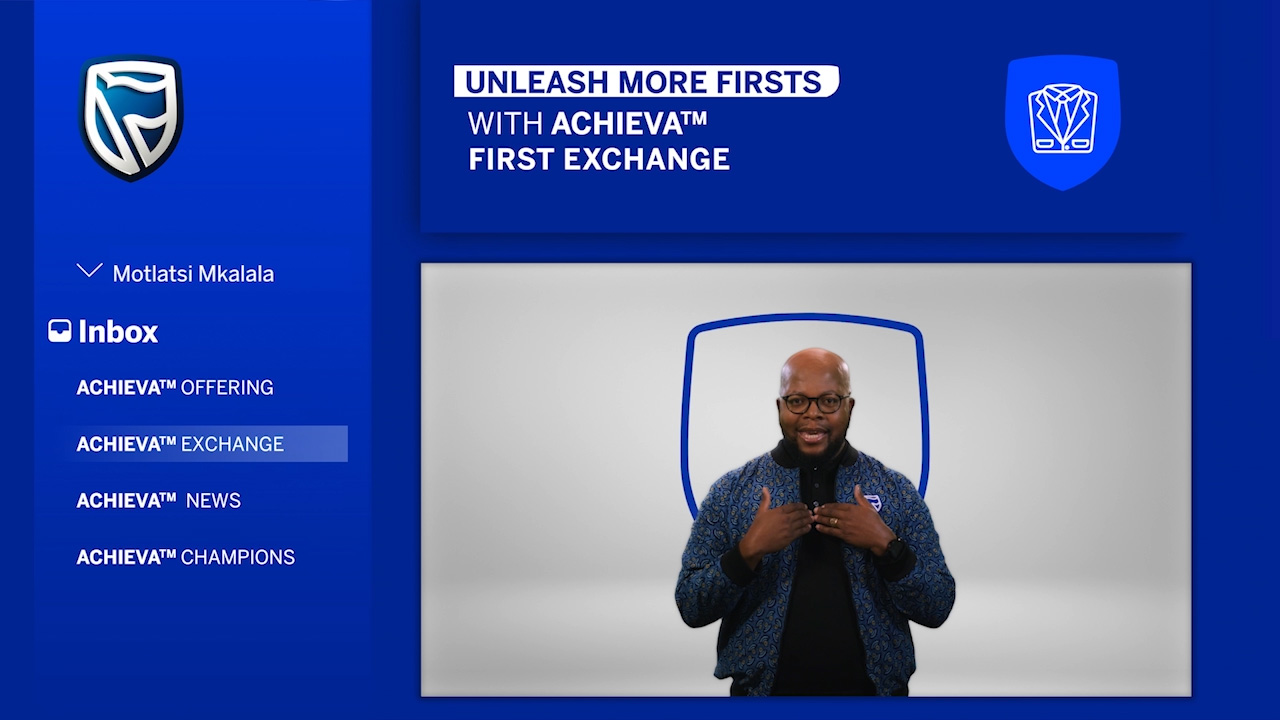 UNLEASH MORE FIRSTS
WITH ACHIEVA™
FIRST EXCHANGE
Motlatsi Mkalala
Inbox
ACHIEVA™ OFFERING
ACHIEVA™ EXCHANGE
ACHIEVA™ NEWS
ACHIEVA™ CHAMPIONS